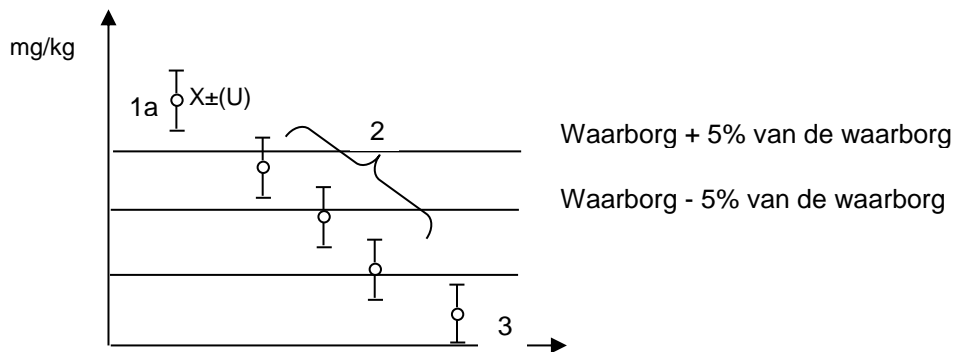 mg/kg
1a
X±(U)
2
Waarborg + 5% van de waarborg
Waarborg - 5% van de waarborg
3